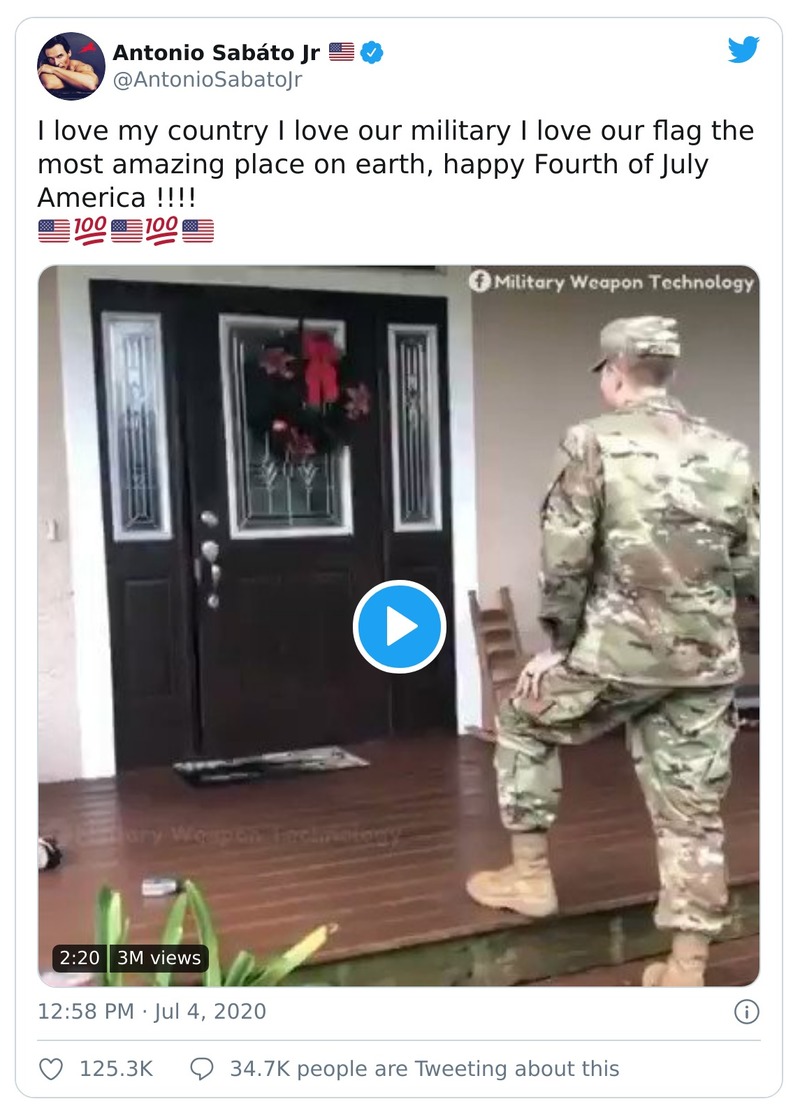 Antonio Sabáto Jr 🇺🇸
@AntonioSabatoJr
I love my country I love our military I love our flag the
most amazing place on earth, happy Fourth of July
America !!!!
🇺🇸💯🇺🇸💯🇺🇸
Military Weapon Technology
Military Weapon Technology
2:20 3M views
12:58 PM · Jul 4, 2020
125.3K 34.7K people are Tweeting about this